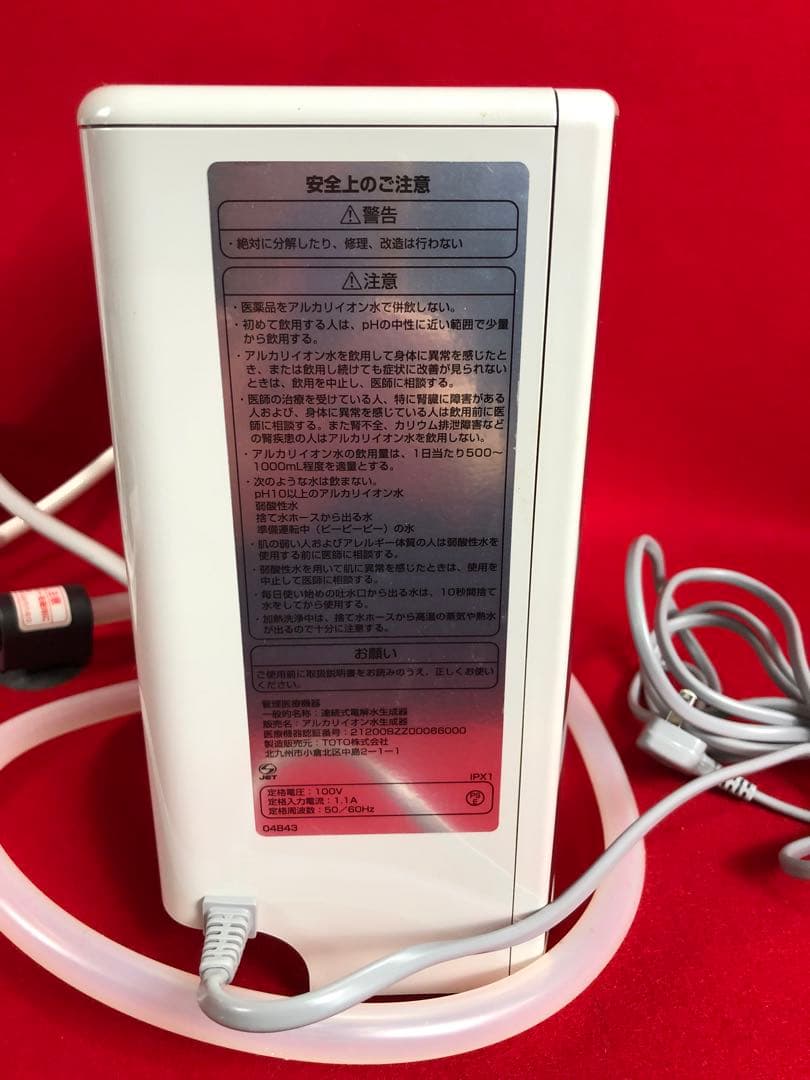 安全上のご注意
⚠警告
・絶対に分解したり、修理、改造は行わない
⚠注意
・医薬品をアルカリイオン水で併飲しない。
・初めて飲用する人は、pHの中性に近い範囲で少量
から飲用する。
・アルカリイオン水を飲用して身体に異常を感じたと
き、または飲用し続けても症状に改善が見られない
ときは、飲用を中止し、医師に相談する。
・医師の治療を受けている人、特に腎臓に障害がある
人および、身体に異常を感じている人は飲用前に医
師に相談する。また腎不全、カリウム排泄障害など
の腎疾患の人はアルカリイオン水を飲用しない。
・アルカリイオン水の飲用量は、1日当たり500〜
1000mL程度を適量とする。
・次のような水は飲まない。
pH10以上のアルカリイオン水
弱酸性水
捨て水ホースから出る水
準備運転中(ピーピーピー)の水
・肌の弱い人およびアレルギー体質の人は弱酸性水を
使用する前に医師に相談する。
・弱酸性水を用いて肌に異常を感じたときは、使用を
中止して医師に相談する。
・毎日使い始めの吐水口から出る水は、10秒間捨て
水をしてから使用する。
・加熱洗浄中は、捨て水ホースから高温の蒸気や熱水
が出るので十分に注意する。
お願い
ご使用前に取扱説明書をお読みのうえ、正しくお使い
ください。
管理医療機器
一般的名称:連続式電解水生成器
販売名:アルカリイオン水生成器
医療機器認証番号:21200BZZ00066000
製造販売元:TOTO株式会社
北九州市小倉北区中島2-1-1
JET
IPX1
定格電圧:100V
定格入力電流:1.1A
定格周波数:50/60Hz
PS
E
04B43